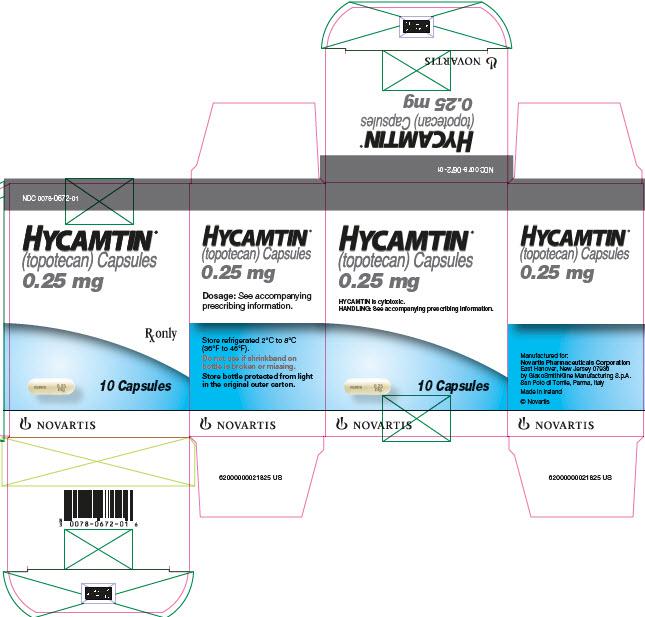 NOVARTIS
0.25 mg
(topotecan) Capsules
HYCAMTIN®
NDC 0078-0672-01
NDC 0078-0672-01
HYCAMTIN®
(topotecan) Capsules
0.25 mg
Rx only
10 Capsules
NOVARTIS
HYCAMTIN®
(topotecan) Capsules
0.25 mg
Dosage: See accompanying
prescribing information.
Store refrigerated 2°C to 8°C
(36°F to 46°F).
Do not use if shrinkband on
bottle is broken or missing.
Store bottle protected from light
in the original outer carton.
NOVARTIS
HYCAMTIN®
(topotecan) Capsules
0.25 mg
HYCAMTIN is cytotoxic.
HANDLING: See accompanying prescribing information.
10 Capsules
NOVARTIS
HYCAMTIN®
(topotecan) Capsules
0.25 mg
Manufactured for:
Novartis Pharmaceuticals Corporation
East Hanover, New Jersey 07936
by GlaxoSmithKline Manufacturing S.p.A.
San Polo di Torrile, Parma, Italy
Made in Ireland
© Novartis
NOVARTIS
62000000021825 US
62000000021825 US
3 0078-0672-01 6